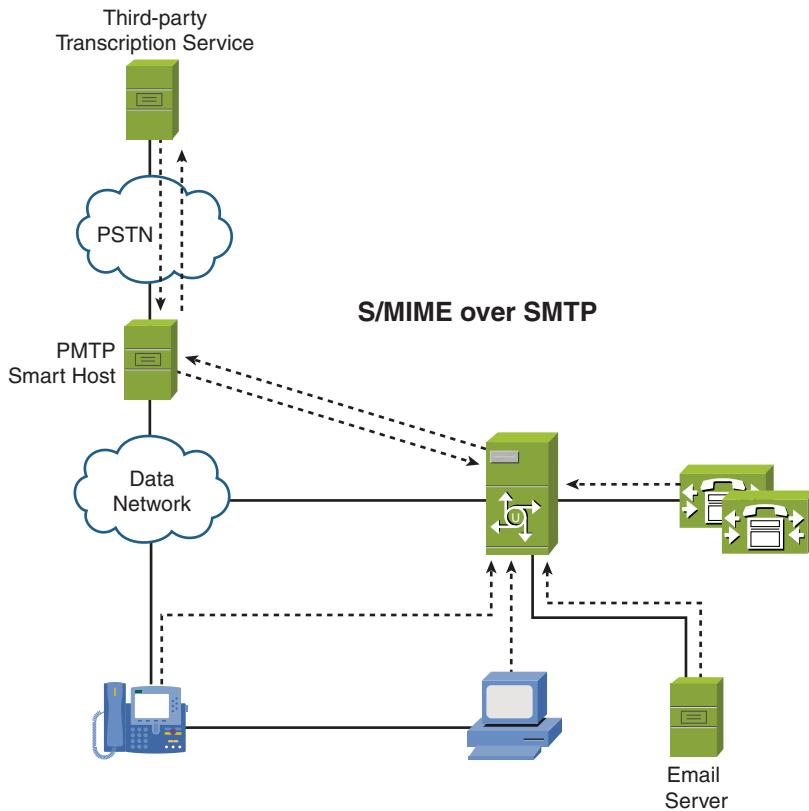 Third-party
Transcription Service
PSTN
S/MIME over SMTP
PMTP
Smart Host
Data
Network
U
Email
Server